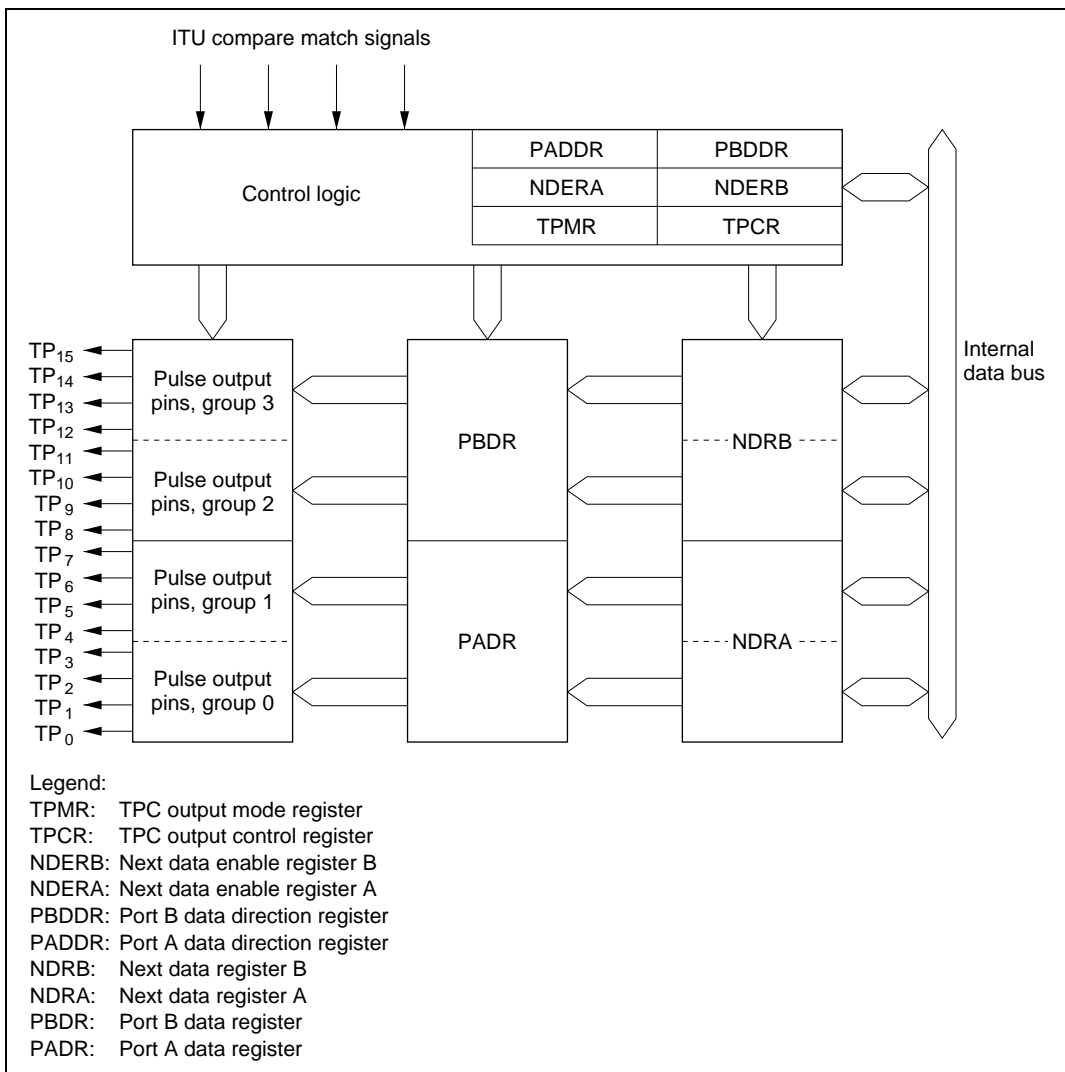 ITU compare match signals
PADDR PBDDR
Control logic NDERA NDERB
TPMR TPCR
Internal
data bus
TP15
TP14
TP13
TP12
TP11
TP10
TP9
TP8
TP7
TP6
TP5
TP4
TP3
TP2
TP1
TP0
Pulse output
pins, group 3
Pulse output
pins, group 2
Pulse output
pins, group 1
Pulse output
pins, group 0
PBDR
PADR
NDRB
NDRA
Legend:
TPMR: TPC output mode register
TPCR: TPC output control register
NDERB: Next data enable register B
NDERA: Next data enable register A
PBDDR: Port B data direction register
PADDR: Port A data direction register
NDRB: Next data register B
NDRA: Next data register A
PBDR: Port B data register
PADR: Port A data register